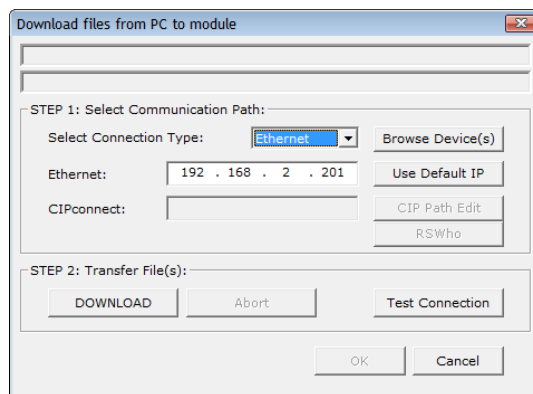 Download files from PC to module
STEP 1: Select Communication Path:
Select Connection Type: Ethernet Browse Device(s)
Ethernet: 192 . 168 . 2 . 201 Use Default IP
CIPconnect: CIP Path Edit
RSWho
STEP 2: Transfer File(s):
DOWNLOAD Abort Test Connection
OK Cancel